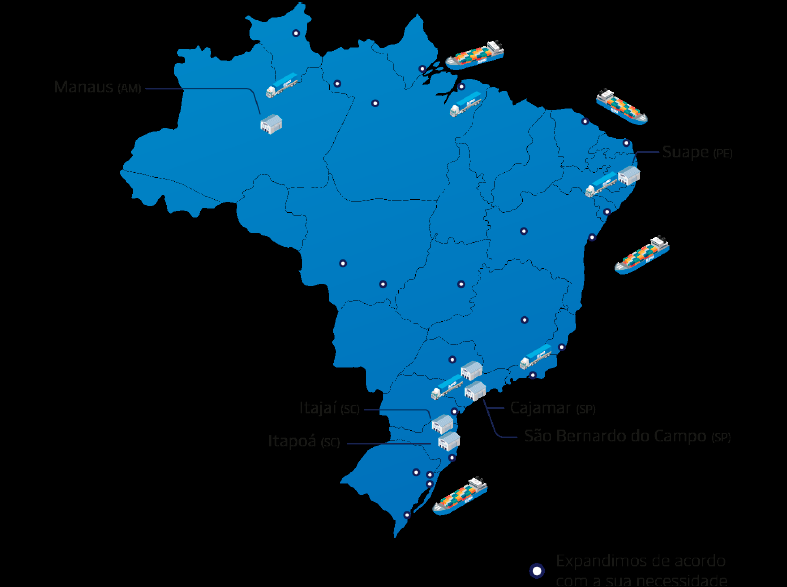 Manaus (AM)
Suape (PE)
Itajaí (SC)
Cajamar (SP)
Itapoá (SC)
São Bernardo do Campo (SP)
Expandimos de acordo
com a sua necessidade